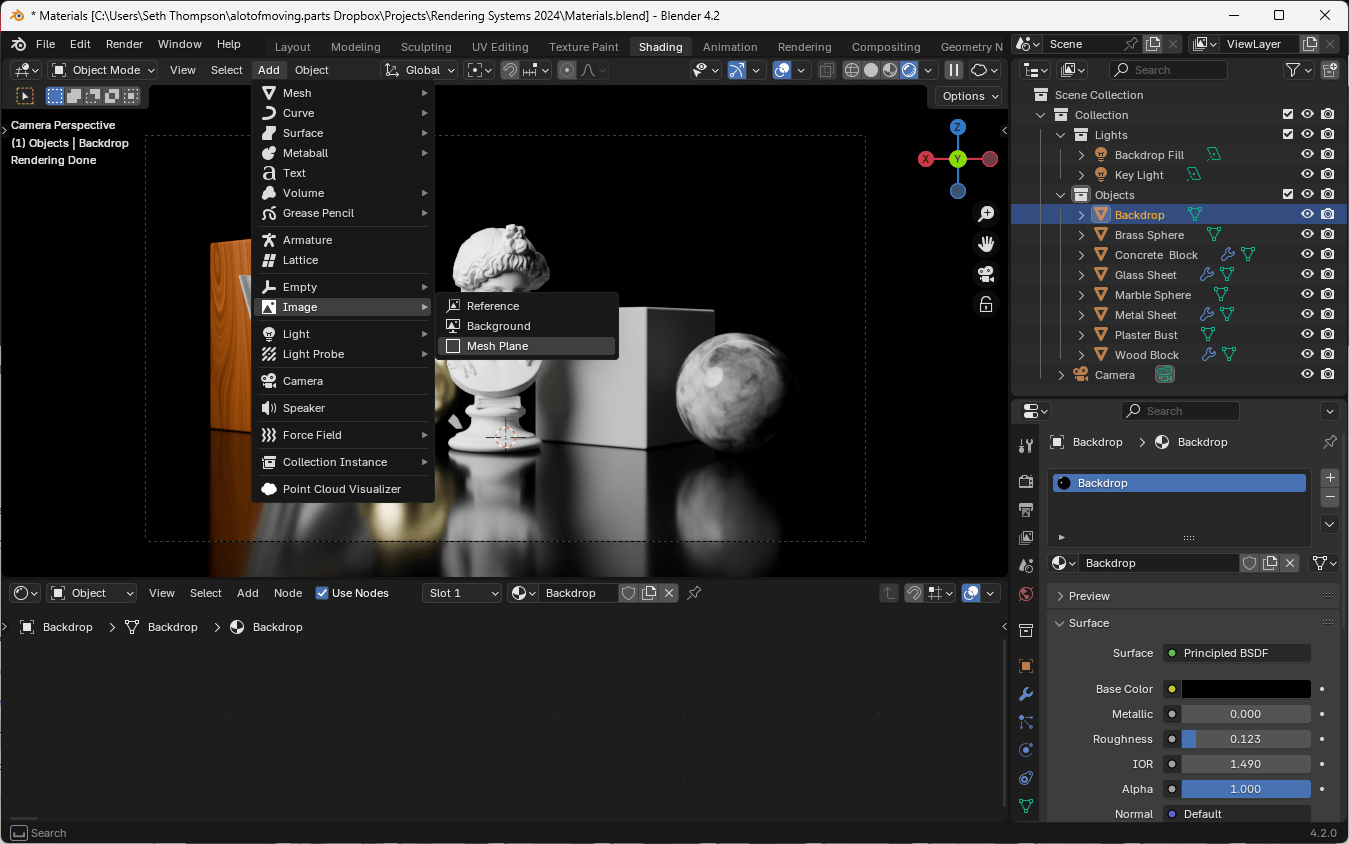 * Materials [C:\Users\Seth Thompson\alotofmoving.parts Dropbox\Projects\Rendering Systems 2024\Materials.blend] - Blender 4.2
File Edit Render Window Help Layout Modeling Sculpting UV Editing Texture Paint Shading Animation Rendering Compositing Geometry N Scene ViewLayer
Object Mode View Select Add Object Global Search
Options
Camera Perspective
(1) Objects | Backdrop
Rendering Done
Z
X
Y
Mesh
Curve
Surface
Metaball
Text
Volume
Grease Pencil
Armature
Lattice
Empty
Image
Light
Light Probe
Camera
Speaker
Force Field
Collection Instance
Point Cloud Visualizer
Reference
Background
Mesh Plane
Scene Collection
Collection
Lights
Backdrop Fill
Key Light
Objects
Backdrop
Brass Sphere
Concrete Block
Glass Sheet
Marble Sphere
Metal Sheet
Plaster Bust
Wood Block
Camera
Search
Backdrop Backdrop
Backdrop
Backdrop
Preview
Surface
Surface Principled BSDF
Base Color
Metallic 0.000
Roughness 0.123
IOR 1.490
Alpha 1.000
Normal Default
Object View Select Add Node Use Nodes Slot 1 Backdrop
Backdrop Backdrop Backdrop
Search
4.2.0